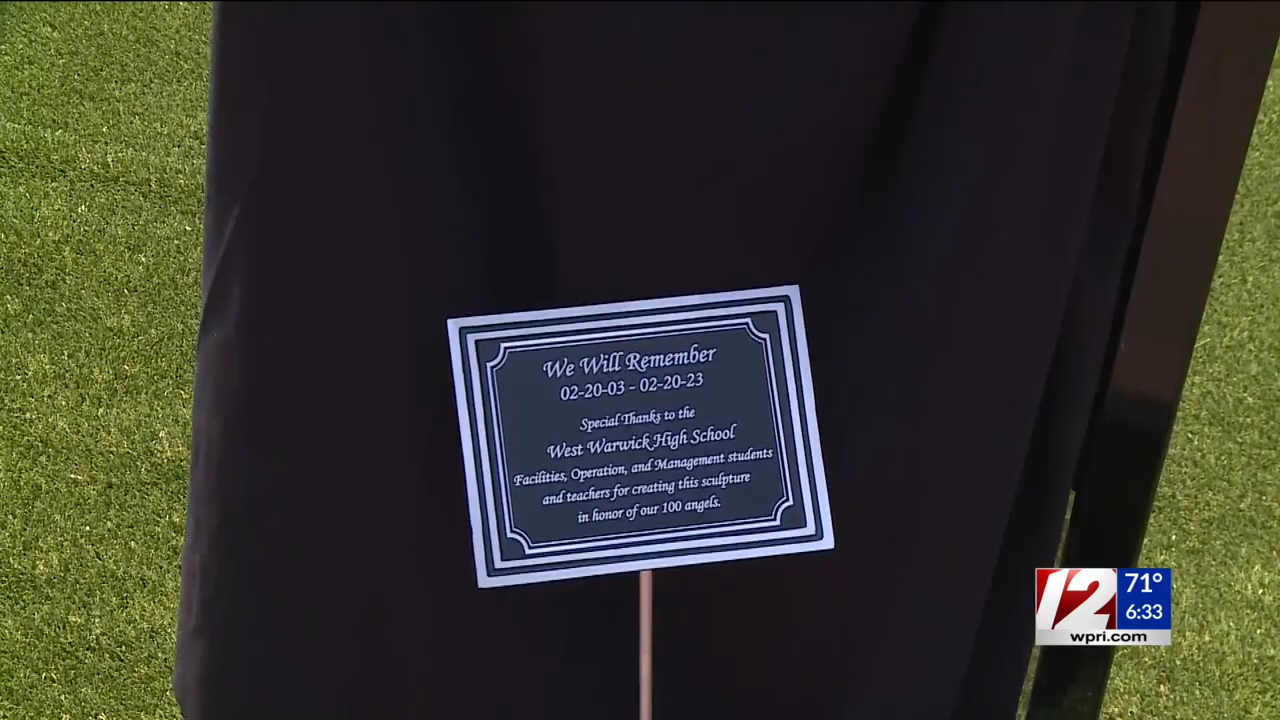 We Will Remember
02-20-03 - 02-20-23
Special Thanks to the
West Warwick High School
Facilities, Operation, and Management students
and teachers for creating this sculpture
in honor of our 100 angels.
12
71°
6:33
wpri.com